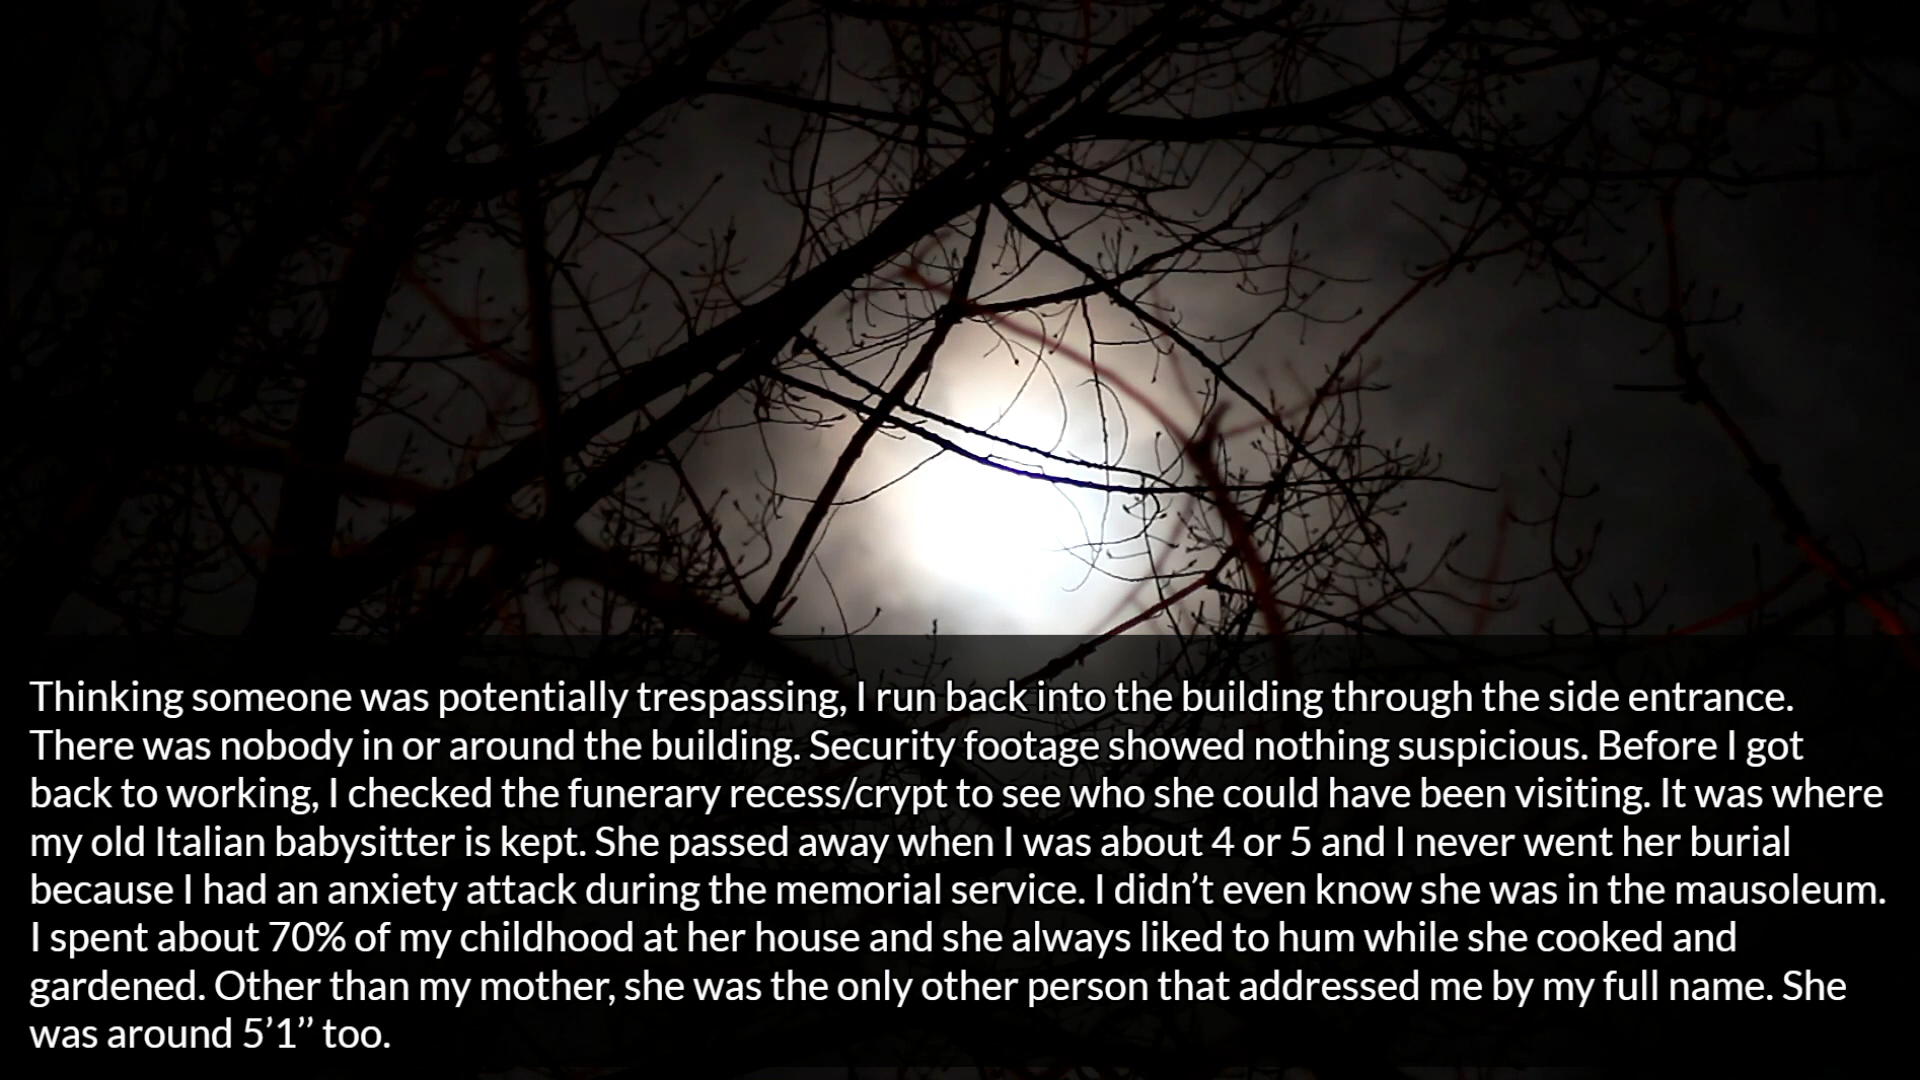 Thinking someone was potentially trespassing, I run back into the building through the side entrance.
There was nobody in or around the building. Security footage showed nothing suspicious. Before I got
back to working, I checked the funerary recess/crypt to see who she could have been visiting. It was where
my old Italian babysitter is kept. She passed away when I was about 4 or 5 and I never went her burial
because I had an anxiety attack during the memorial service. I didn’t even know she was in the mausoleum.
I spent about 70% of my childhood at her house and she always liked to hum while she cooked and
gardened. Other than my mother, she was the only other person that addressed me by my full name. She
was around 5’1” too.